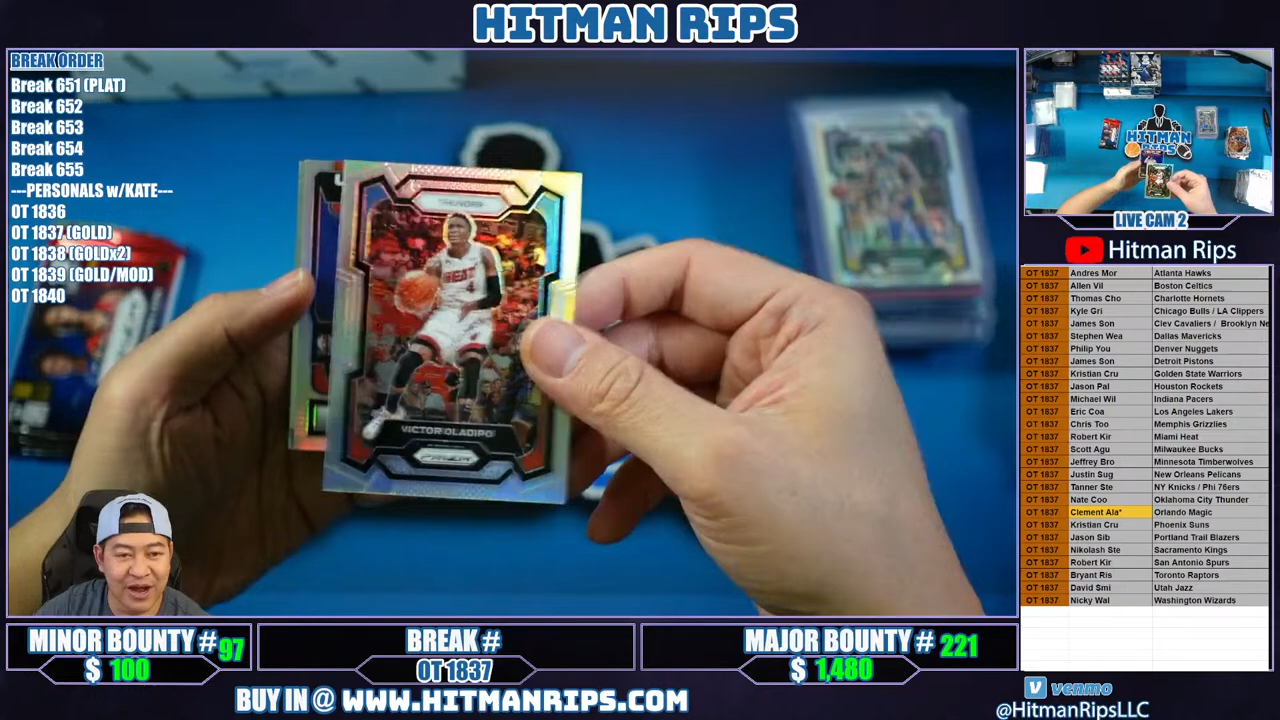 HITMAN RIPS
BREAK ORDER
Break 651 (PLAT)
Break 652
Break 653
Break 654
Break 655
---PERSONALS w/KATE---
OT 1836
OT 1837 (GOLD)
OT 1838 (GOLDx2)
OT 1839 (GOLD/MOD)
OT 1840
THUNDER
HEAT
4
VICTOR OLADIPO
PRIZM
HITMAN
RIPS
LIVE CAM 2
Hitman Rips
OT 1837 Andres Mor Atlanta Hawks
OT 1837 Allen Vil Boston Celtics
OT 1837 Thomas Cho Charlotte Hornets
OT 1837 Kyle Gri Chicago Bulls / LA Clippers
OT 1837 James Son Clev Cavaliers / Brooklyn Ne
OT 1837 Stephen Wea Dallas Mavericks
OT 1837 Philip You Denver Nuggets
OT 1837 James Son Detroit Pistons
OT 1837 Kristian Cru Golden State Warriors
OT 1837 Jason Pal Houston Rockets
OT 1837 Michael Wil Indiana Pacers
OT 1837 Eric Coa Los Angeles Lakers
OT 1837 Chris Too Memphis Grizzlies
OT 1837 Robert Kir Miami Heat
OT 1837 Scott Agu Milwaukee Bucks
OT 1837 Jeffrey Bro Minnesota Timberwolves
OT 1837 Justin Sug New Orleans Pelicans
OT 1837 Tanner Ste NY Knicks / Phi 76ers
OT 1837 Nate Coo Oklahoma City Thunder
OT 1837 Clement Ala* Orlando Magic
OT 1837 Kristian Cru Phoenix Suns
OT 1837 Jason Sib Portland Trail Blazers
OT 1837 Nikolash Ste Sacramento Kings
OT 1837 Robert Kir San Antonio Spurs
OT 1837 Bryant Ris Toronto Raptors
OT 1837 David Smi Utah Jazz
OT 1837 Nicky Wal Washington Wizards
MINOR BOUNTY # 97
$ 100
BREAK #
OT 1837
MAJOR BOUNTY # 221
$ 1,480
BUY IN @ WWW.HITMANRIPS.COM
venmo
@HitmanRipsLLC